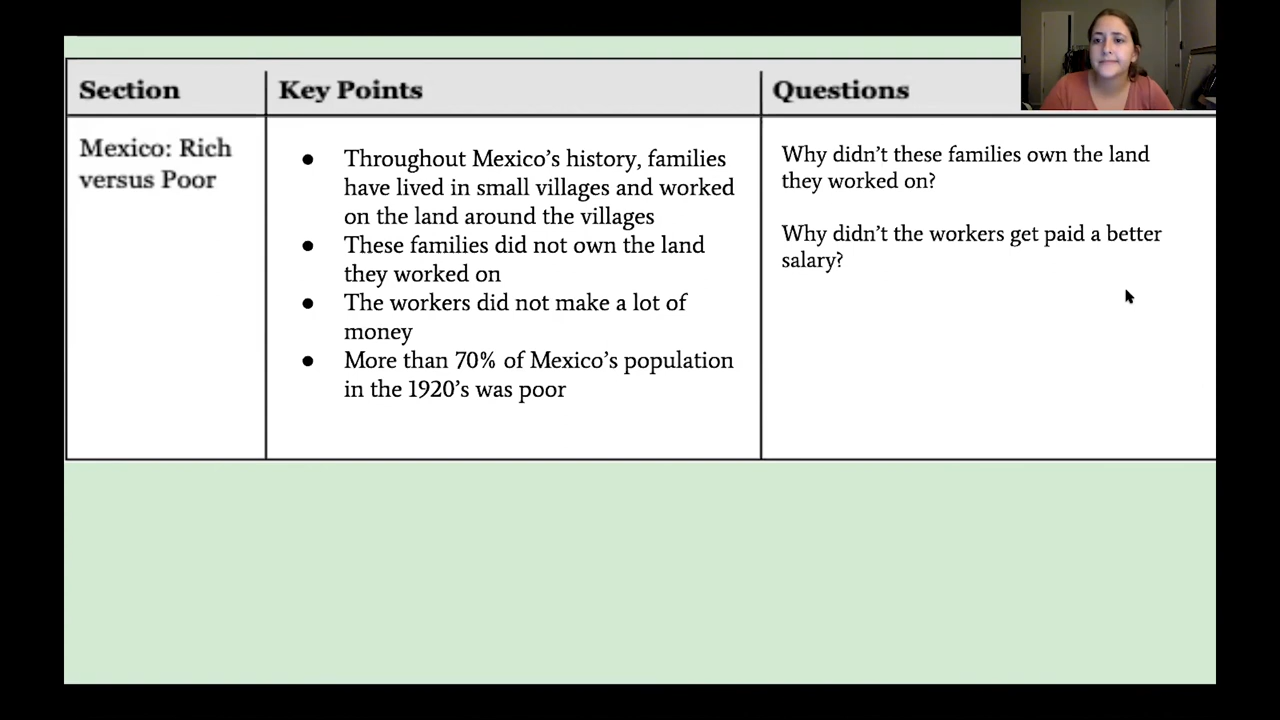 Section
Key Points
Questions
Mexico: Rich
versus Poor
● Throughout Mexico’s history, families
have lived in small villages and worked
on the land around the villages
● These families did not own the land
they worked on
● The workers did not make a lot of
money
● More than 70% of Mexico’s population
in the 1920’s was poor
Why didn’t these families own the land
they worked on?
Why didn’t the workers get paid a better
salary?